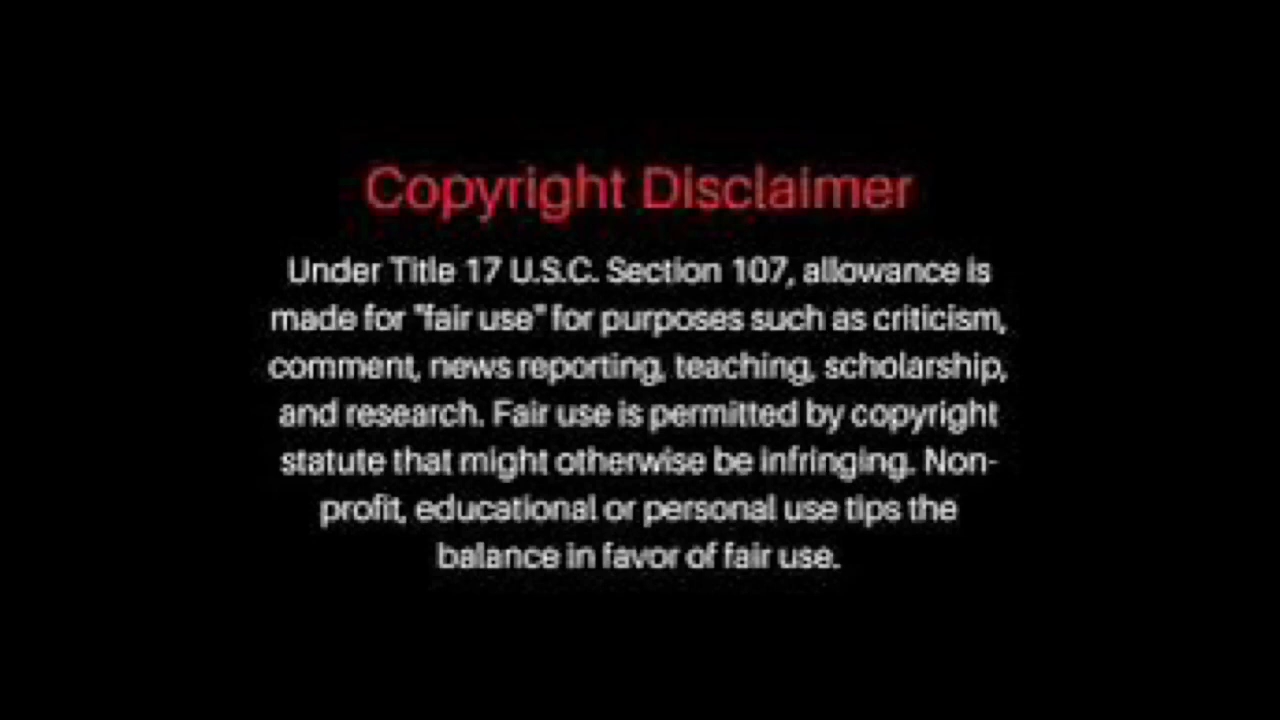 Copyright Disclaimer
Under Title 17 U.S.C. Section 107, allowance is
made for "fair use" for purposes such as criticism,
comment, news reporting, teaching, scholarship,
and research. Fair use is permitted by copyright
statute that might otherwise be infringing. Non-
profit, educational or personal use tips the
balance in favor of fair use.